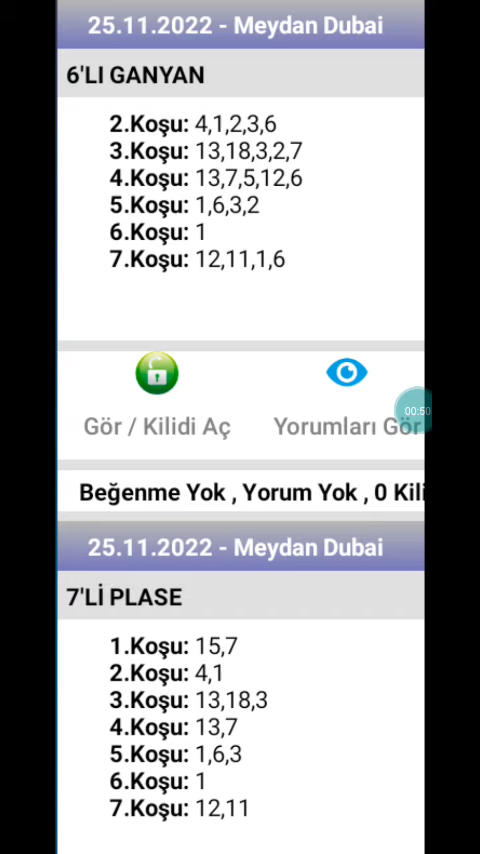 25.11.2022 - Meydan Dubai
6'LI GANYAN
2.Koşu: 4,1,2,3,6
3.Koşu: 13,18,3,2,7
4.Koşu: 13,7,5,12,6
5.Koşu: 1,6,3,2
6.Koşu: 1
7.Koşu: 12,11,1,6
00:50
Gör / Kilidi Aç Yorumları Gör
Beğenme Yok , Yorum Yok , 0 Kili
25.11.2022 - Meydan Dubai
7'Lİ PLASE
1.Koşu: 15,7
2.Koşu: 4,1
3.Koşu: 13,18,3
4.Koşu: 13,7
5.Koşu: 1,6,3
6.Koşu: 1
7.Koşu: 12,11